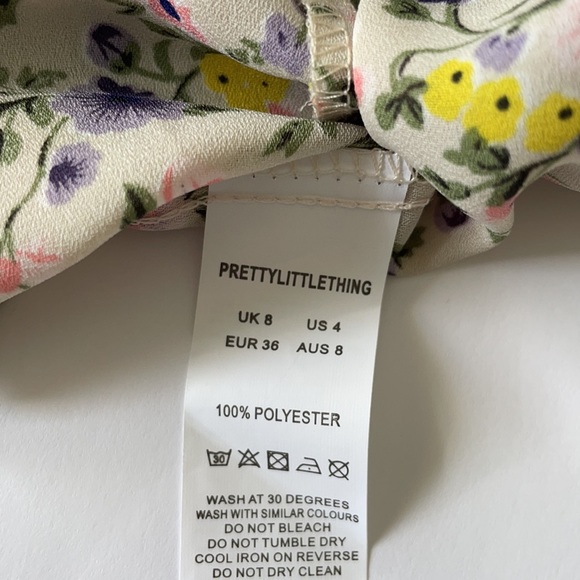 PRETTYLITTLETHING
UK 8 US 4
EUR 36 AUS 8
100% POLYESTER
30
WASH AT 30 DEGREES
WASH WITH SIMILAR COLOURS
DO NOT BLEACH
DO NOT TUMBLE DRY
COOL IRON ON REVERSE
DO NOT DRY CLEAN